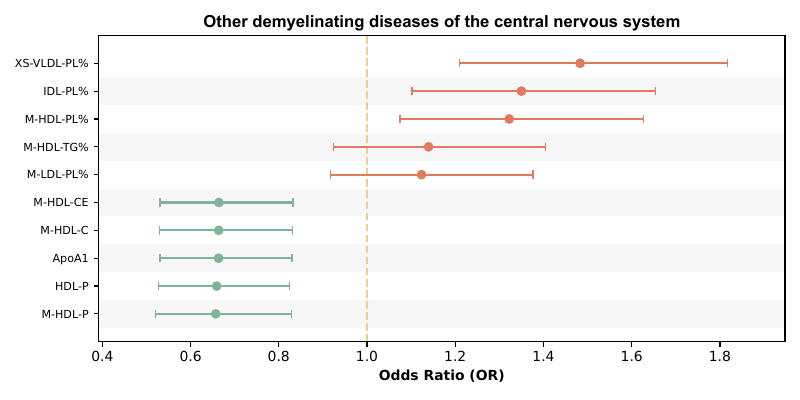 Other demyelinating diseases of the central nervous system
XS-VLDL-PL%
IDL-PL%
M-HDL-PL%
M-HDL-TG%
M-LDL-PL%
M-HDL-CE
M-HDL-C
ApoA1
HDL-P
M-HDL-P
0.4 0.6 0.8 1.0 1.2 1.4 1.6 1.8
Odds Ratio (OR)